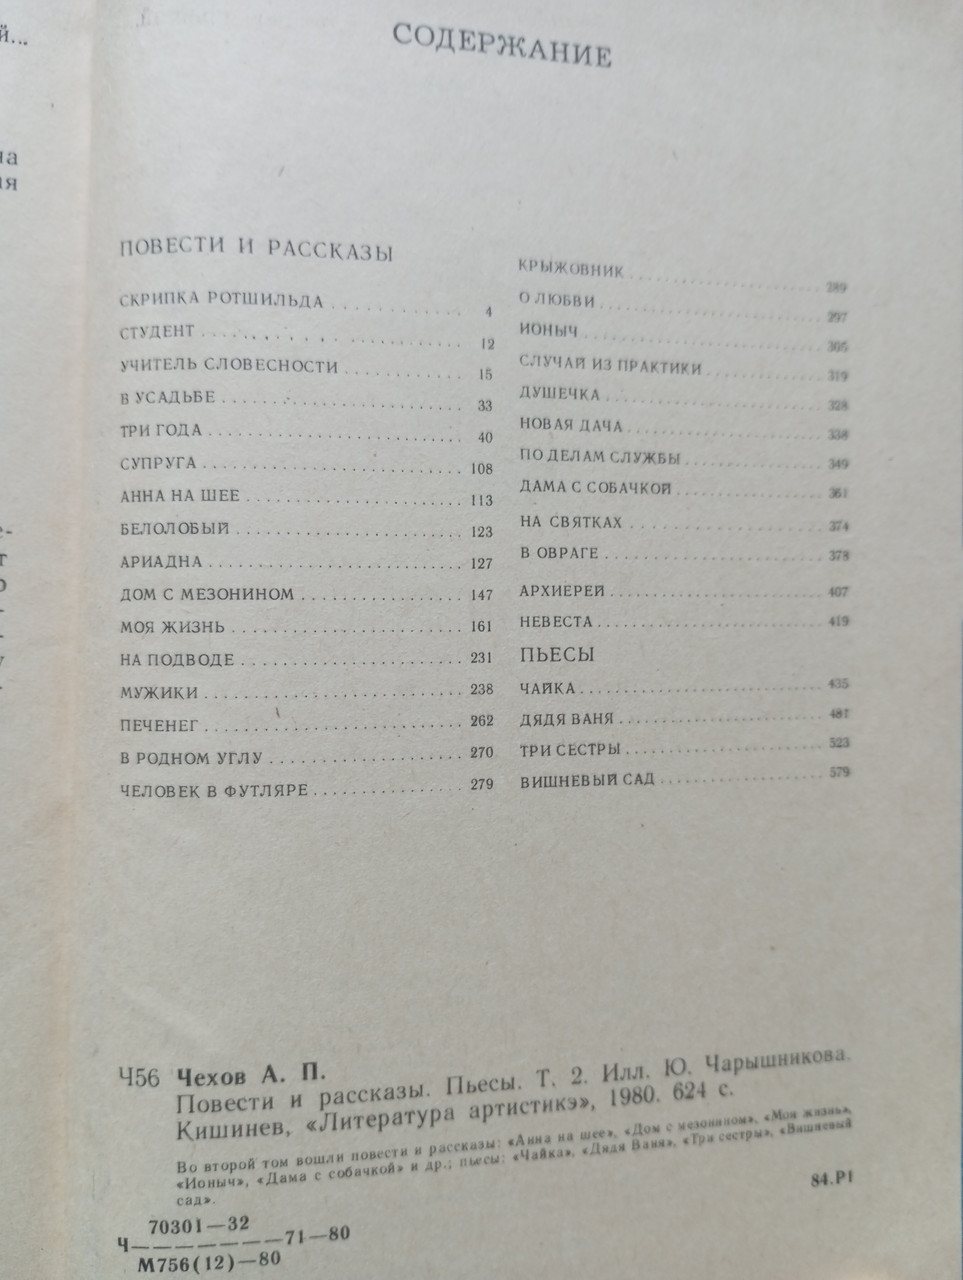 СОДЕРЖАНИЕ
ПОВЕСТИ И РАССКАЗЫ
СКРИПКА РОТШИЛЬДА . . . . . . . . . . . 4
СТУДЕНТ . . . . . . . . . . . . . . . . . . . . 12
УЧИТЕЛЬ СЛОВЕСНОСТИ . . . . . . . . . . 15
В УСАДЬБЕ . . . . . . . . . . . . . . . . . . . 33
ТРИ ГОДА . . . . . . . . . . . . . . . . . . . . 40
СУПРУГА . . . . . . . . . . . . . . . . . . . . 108
АННА НА ШЕЕ . . . . . . . . . . . . . . . . . 113
БЕЛОЛОБЫЙ . . . . . . . . . . . . . . . . . . 123
АРИАДНА . . . . . . . . . . . . . . . . . . . . 127
ДОМ С МЕЗОНИНОМ . . . . . . . . . . . . . 147
МОЯ ЖИЗНЬ . . . . . . . . . . . . . . . . . . 161
НА ПОДВОДЕ . . . . . . . . . . . . . . . . . 231
МУЖИКИ . . . . . . . . . . . . . . . . . . . . 238
ПЕЧЕНЕГ . . . . . . . . . . . . . . . . . . . . 262
В РОДНОМ УГЛУ . . . . . . . . . . . . . . . 270
ЧЕЛОВЕК В ФУТЛЯРЕ . . . . . . . . . . . . 279
КРЫЖОВНИК . . . . . . . . . . . . . . . . . 289
О ЛЮБВИ . . . . . . . . . . . . . . . . . . . 297
ИОНЫЧ . . . . . . . . . . . . . . . . . . . . 305
СЛУЧАЙ ИЗ ПРАКТИКИ . . . . . . . . . . 319
ДУШЕЧКА . . . . . . . . . . . . . . . . . . 328
НОВАЯ ДАЧА . . . . . . . . . . . . . . . . 338
ПО ДЕЛАМ СЛУЖБЫ . . . . . . . . . . . . 349
ДАМА С СОБАЧКОЙ . . . . . . . . . . . . 361
НА СВЯТКАХ . . . . . . . . . . . . . . . . 374
В ОВРАГЕ . . . . . . . . . . . . . . . . . . 378
АРХИЕРЕЙ . . . . . . . . . . . . . . . . . 407
НЕВЕСТА . . . . . . . . . . . . . . . . . . 419
ПЬЕСЫ
ЧАЙКА . . . . . . . . . . . . . . . . . . . 435
ДЯДЯ ВАНЯ . . . . . . . . . . . . . . . . 481
ТРИ СЕСТРЫ . . . . . . . . . . . . . . . . 523
ВИШНЕВЫЙ САД . . . . . . . . . . . . . . 579
Ч56 Чехов А. П.
Повести и рассказы. Пьесы. Т. 2. Илл. Ю. Чарышникова.
Кишинев, «Литература артистикэ», 1980. 624 с.
Во второй том вошли повести и рассказы: «Анна на шее», «Дом с мезонином», «Моя жизнь»,
«Ионыч», «Дама с собачкой» и др.; пьесы: «Чайка», «Дядя Ваня», «Три сестры», «Вишневый
сад».
84.Р1
70301—32
Ч————————71—80
М756(12)—80